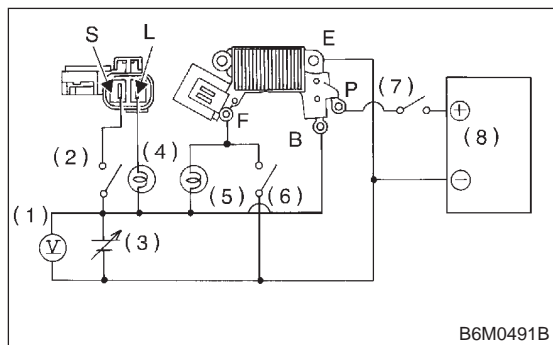 S L E
P (7)
F B
(2) (4) (8)
(5) (6)
(1) V (3)
B6M0491B